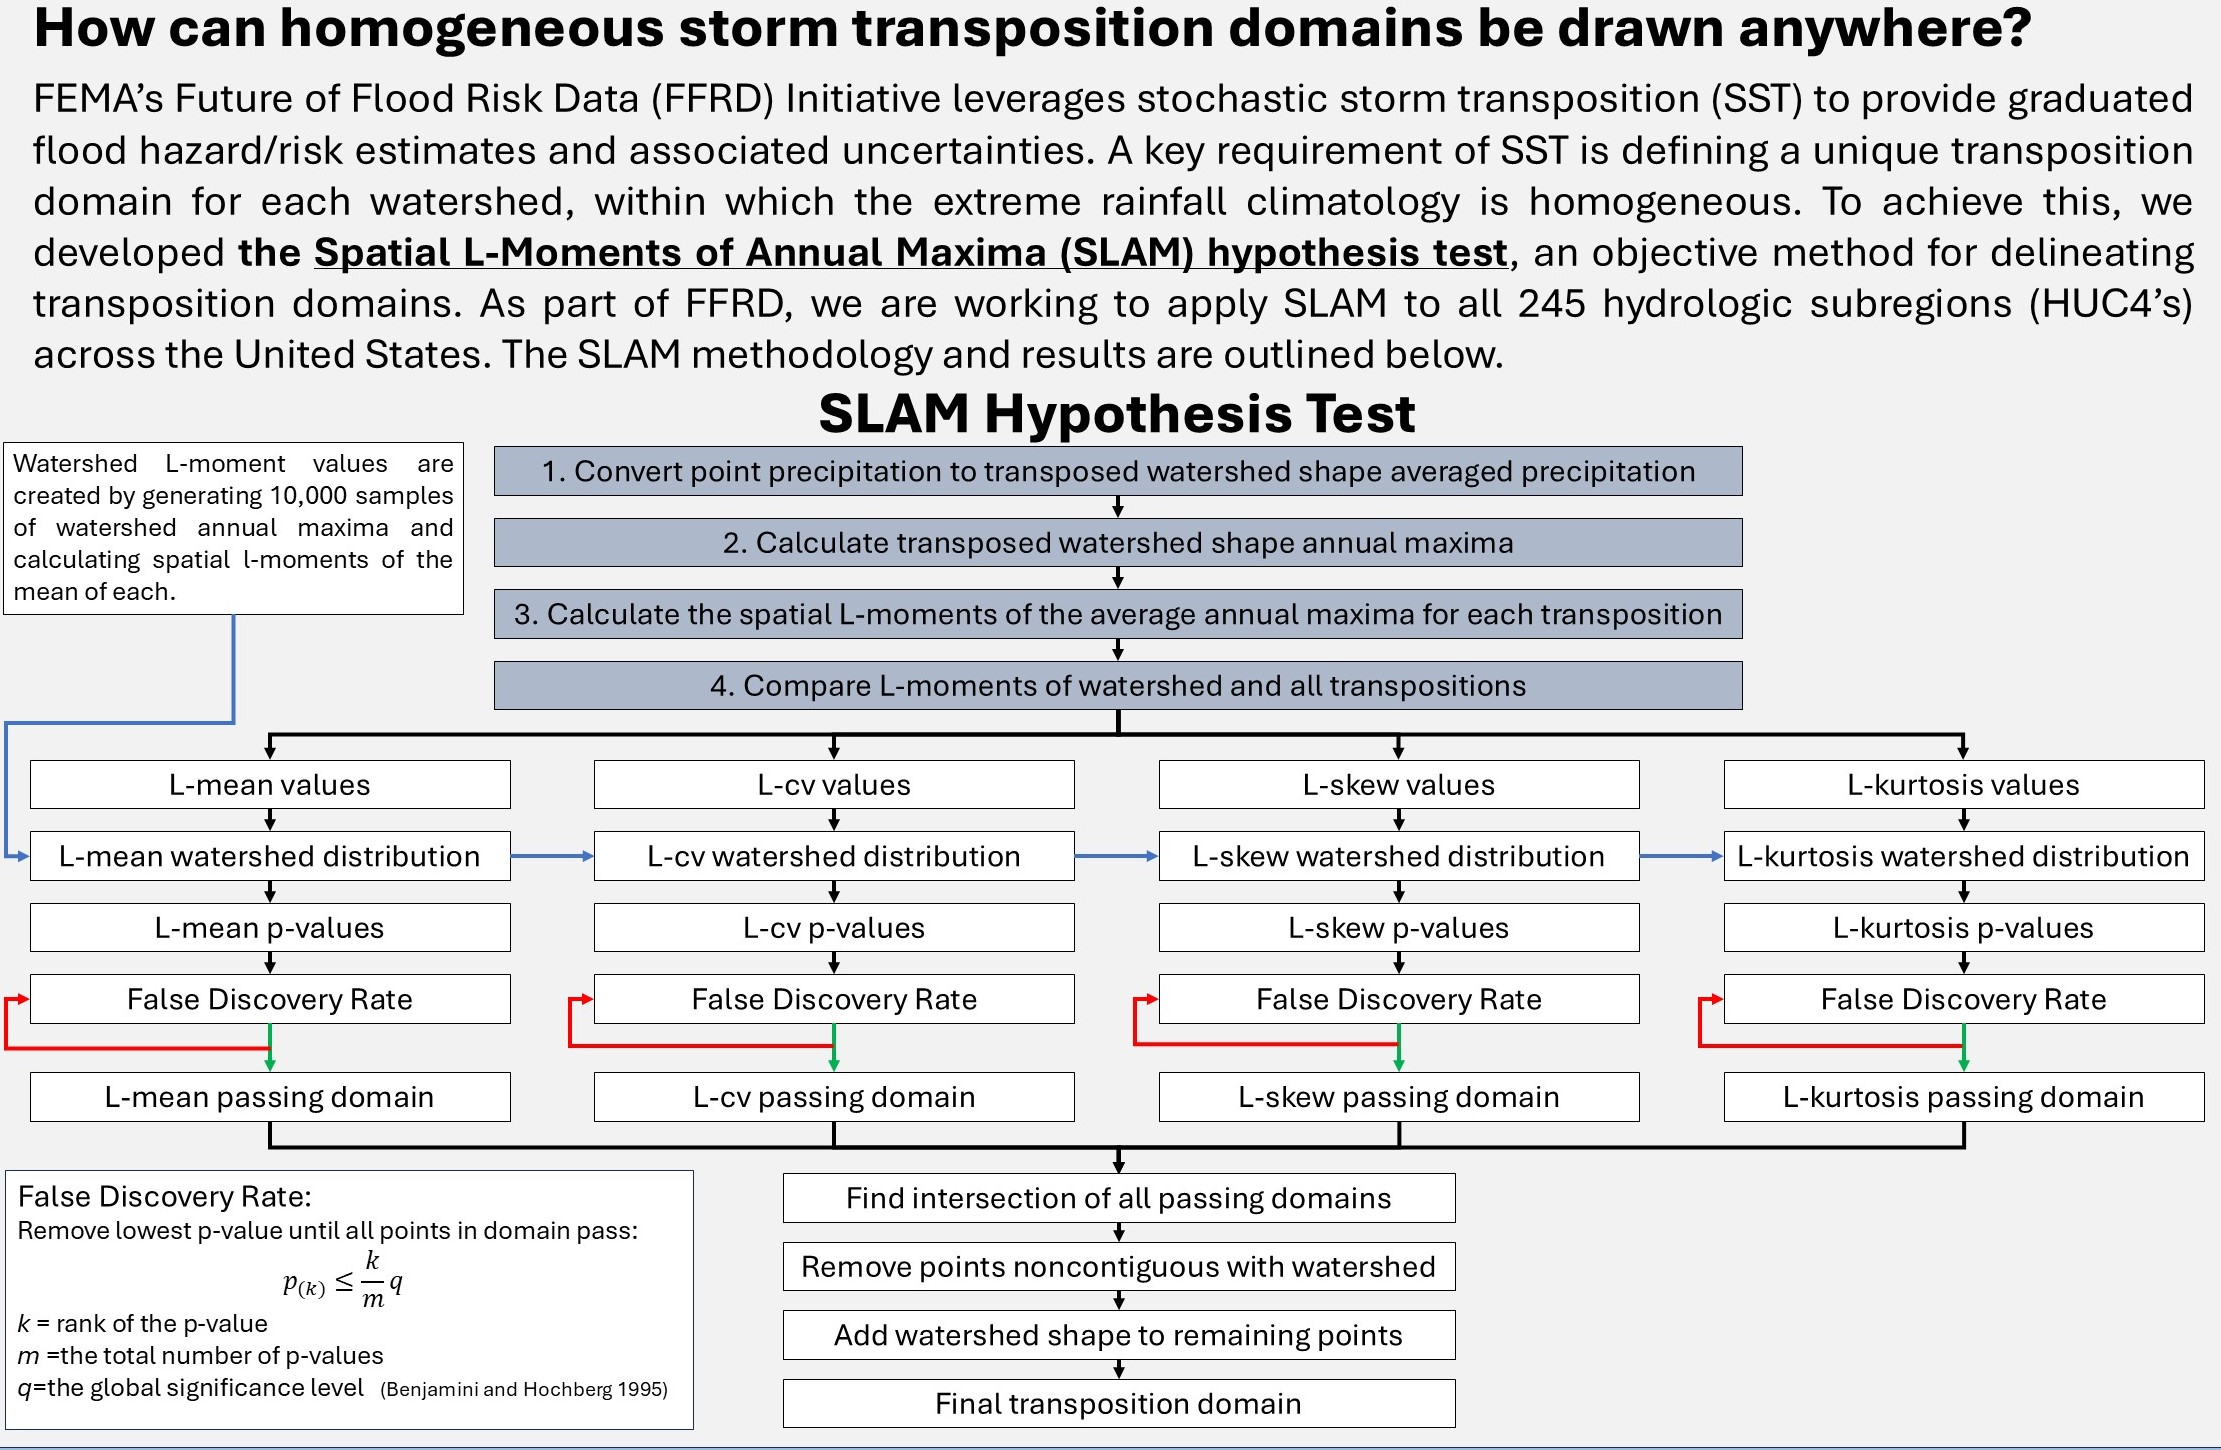 How can homogeneous storm transposition domains be drawn anywhere?
FEMA’s Future of Flood Risk Data (FFRD) Initiative leverages stochastic storm transposition (SST) to provide graduated
flood hazard/risk estimates and associated uncertainties. A key requirement of SST is defining a unique transposition
domain for each watershed, within which the extreme rainfall climatology is homogeneous. To achieve this, we
developed the Spatial L-Moments of Annual Maxima (SLAM) hypothesis test, an objective method for delineating
transposition domains. As part of FFRD, we are working to apply SLAM to all 245 hydrologic subregions (HUC4’s)
across the United States. The SLAM methodology and results are outlined below.
SLAM Hypothesis Test
Watershed L-moment values are
created by generating 10,000 samples
of watershed annual maxima and
calculating spatial l-moments of the
mean of each.
1. Convert point precipitation to transposed watershed shape averaged precipitation
2. Calculate transposed watershed shape annual maxima
3. Calculate the spatial L-moments of the average annual maxima for each transposition
4. Compare L-moments of watershed and all transpositions
L-mean values
L-cv values
L-skew values
L-kurtosis values
L-mean watershed distribution
L-cv watershed distribution
L-skew watershed distribution
L-kurtosis watershed distribution
L-mean p-values
L-cv p-values
L-skew p-values
L-kurtosis p-values
False Discovery Rate
False Discovery Rate
False Discovery Rate
False Discovery Rate
L-mean passing domain
L-cv passing domain
L-skew passing domain
L-kurtosis passing domain
False Discovery Rate:
Remove lowest p-value until all points in domain pass:
p(k) ≤ k/m q
k = rank of the p-value
m =the total number of p-values
q=the global significance level (Benjamini and Hochberg 1995)
Find intersection of all passing domains
Remove points noncontiguous with watershed
Add watershed shape to remaining points
Final transposition domain